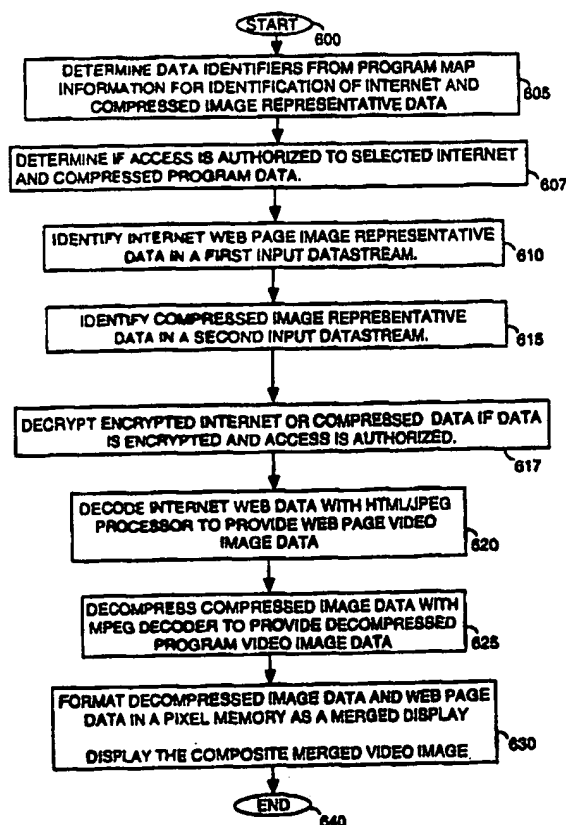 START
600
DETERMINE DATA IDENTIFIERS FROM PROGRAM MAP
INFORMATION FOR IDENTIFICATION OF INTERNET AND
COMPRESSED IMAGE REPRESENTATIVE DATA
605
DETERMINE IF ACCESS IS AUTHORIZED TO SELECTED INTERNET
AND COMPRESSED PROGRAM DATA.
607
IDENTIFY INTERNET WEB PAGE IMAGE REPRESENTATIVE
DATA IN A FIRST INPUT DATASTREAM.
610
IDENTIFY COMPRESSED IMAGE REPRESENTATIVE
DATA IN A SECOND INPUT DATASTREAM.
615
DECRYPT ENCRYPTED INTERNET OR COMPRESSED DATA IF DATA
IS ENCRYPTED AND ACCESS IS AUTHORIZED.
617
DECODE INTERNET WEB DATA WITH HTML/JPEG
PROCESSOR TO PROVIDE WEB PAGE VIDEO
IMAGE DATA
620
DECOMPRESS COMPRESSED IMAGE DATA WITH
MPEG DECODER TO PROVIDE DECOMPRESSED
PROGRAM VIDEO IMAGE DATA
625
FORMAT DECOMPRESSED IMAGE DATA AND WEB PAGE
DATA IN A PIXEL MEMORY AS A MERGED DISPLAY
DISPLAY THE COMPOSITE MERGED VIDEO IMAGE
630
END
640